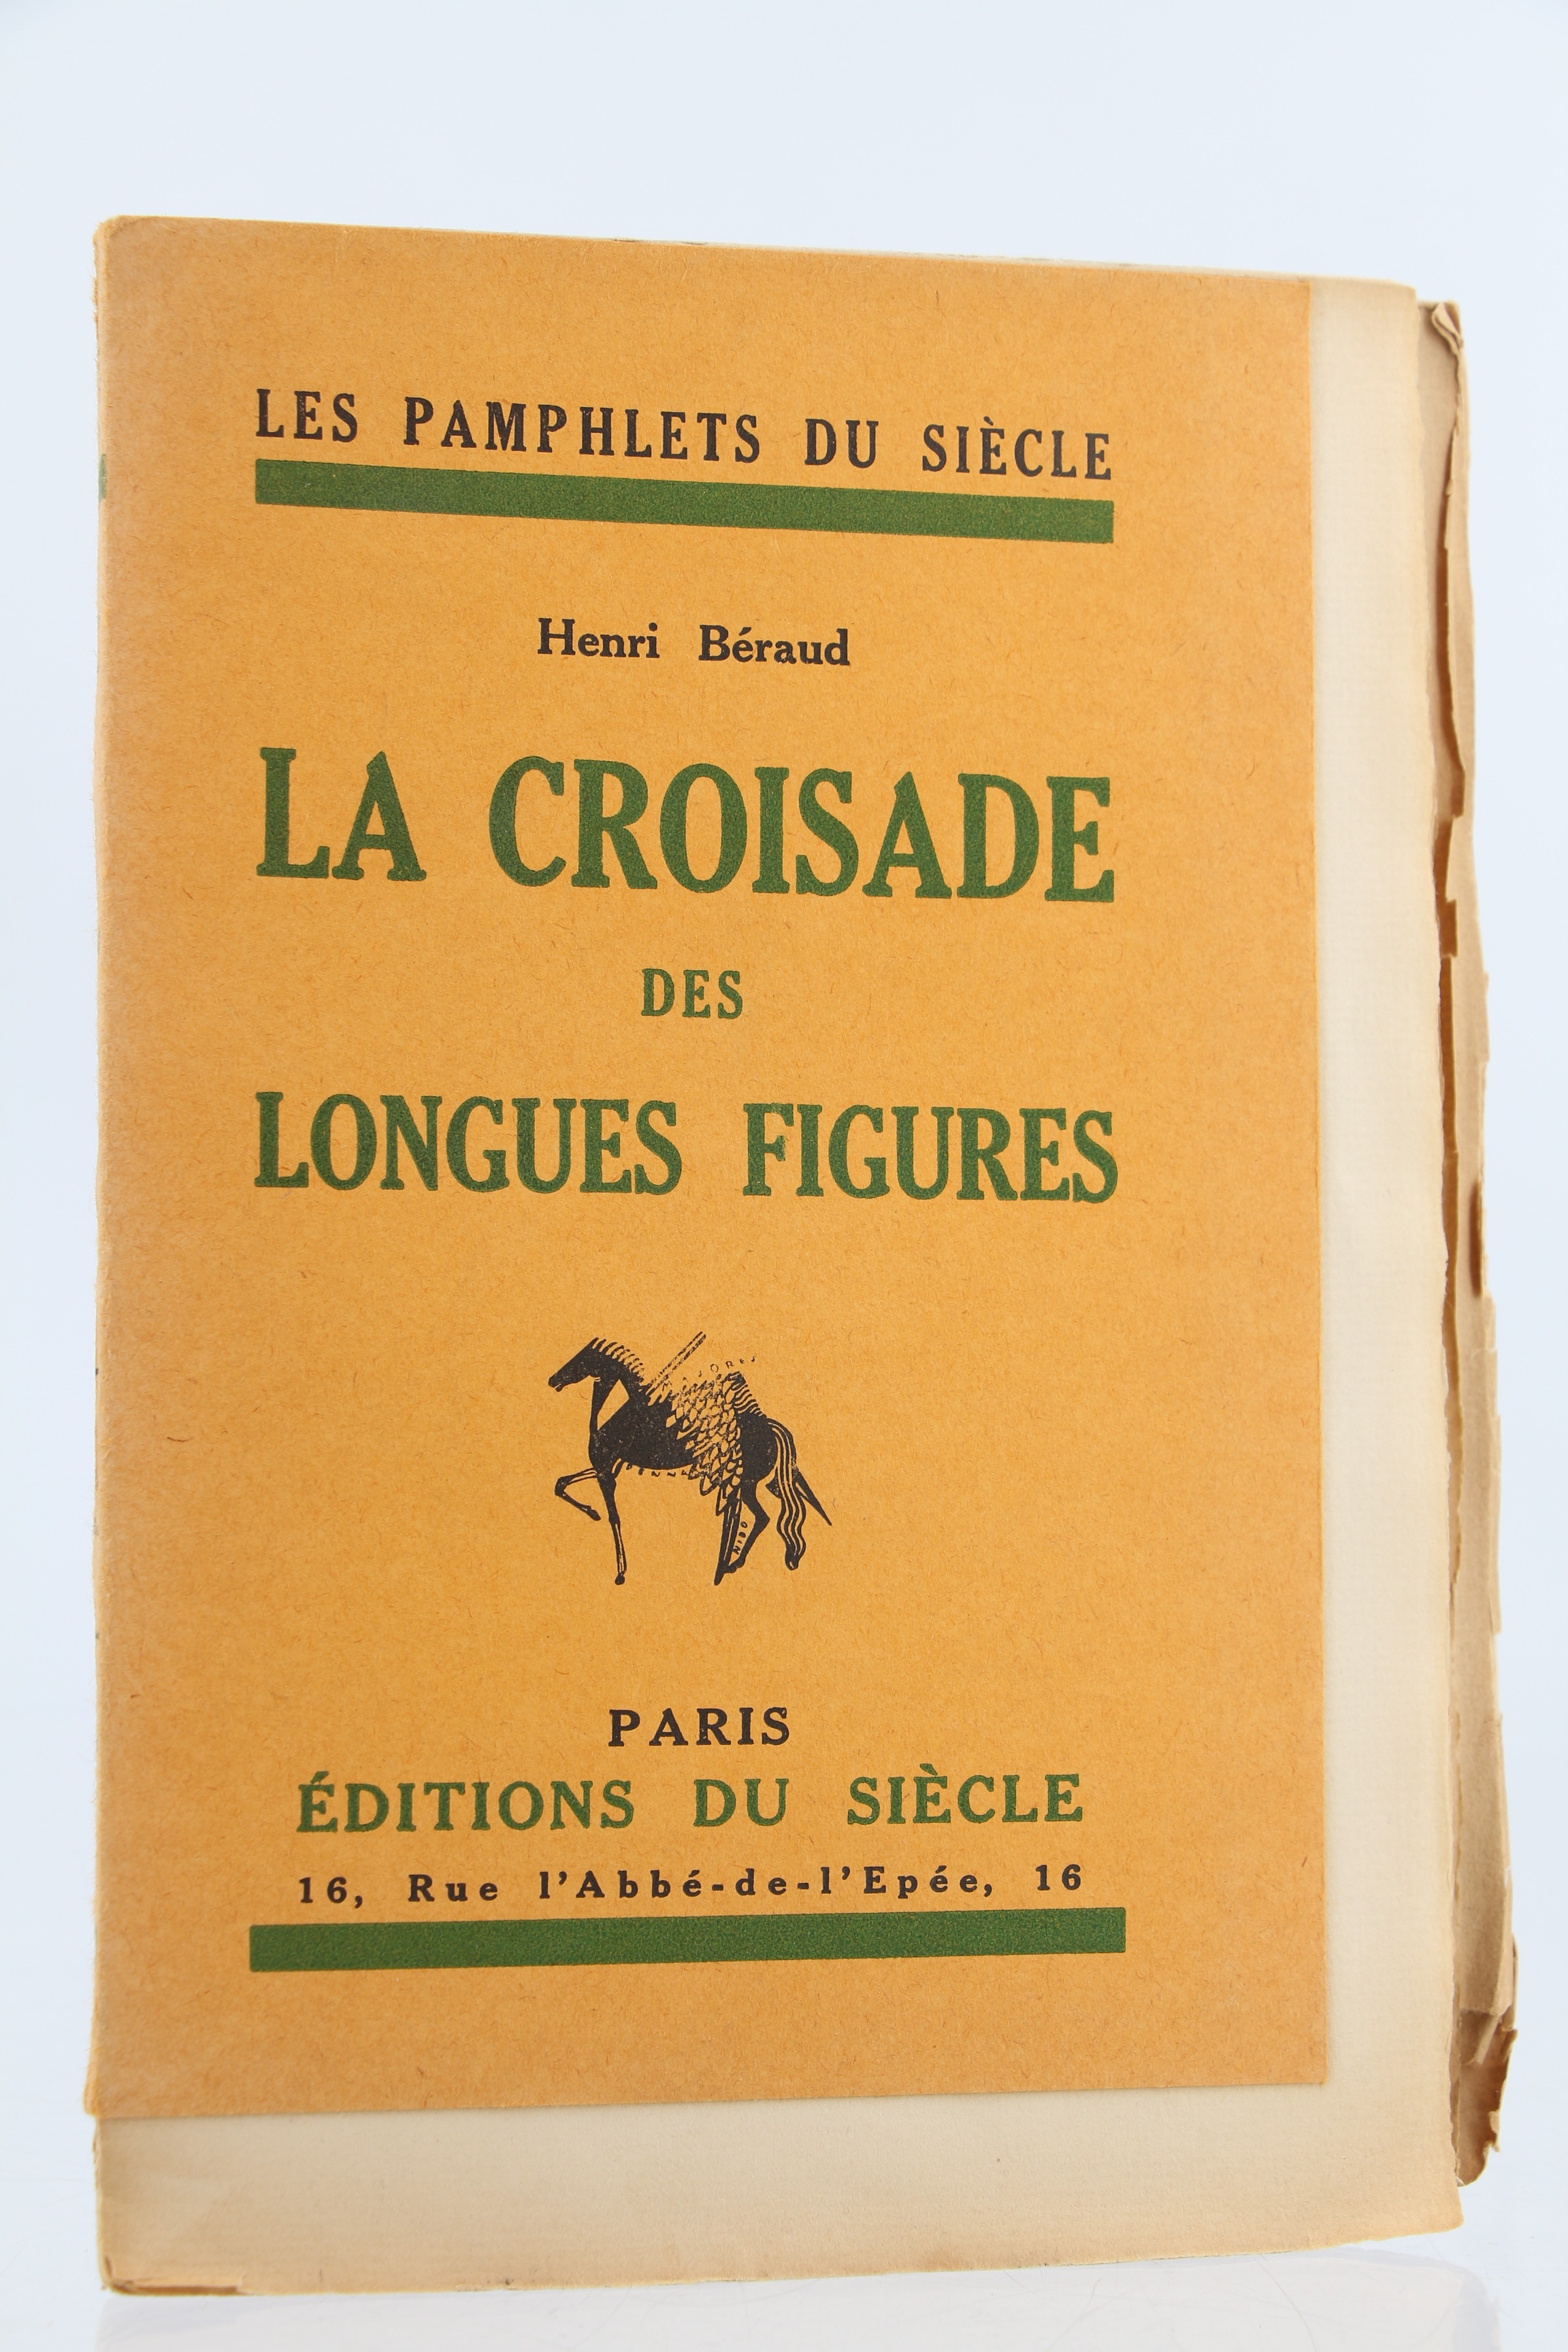 LES PAMPHLETS DU SIÈCLE
Henri Béraud
LA CROISADE
DES
LONGUES FIGURES
PARIS
ÉDITIONS DU SIÈCLE
16, Rue l'Abbé-de-l'Epée, 16